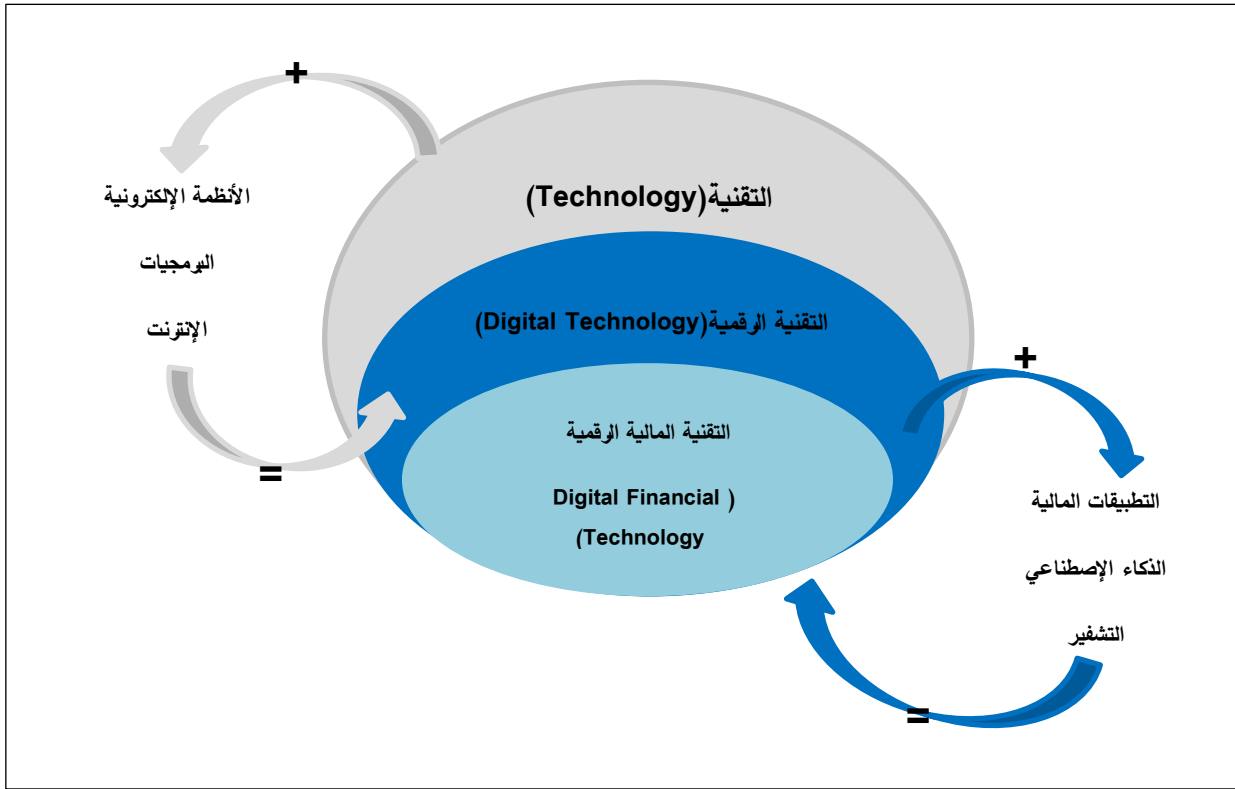 +
التقنية(Technology)
الأنظمة الإلكترونية
البرمجيات
الإنترنت
=
التقنية الرقمية(Digital Technology)
+
التقنية المالية الرقمية
( Digital Financial
Technology)
التطبيقات المالية
الذكاء الإصطناعي
التشفير
=